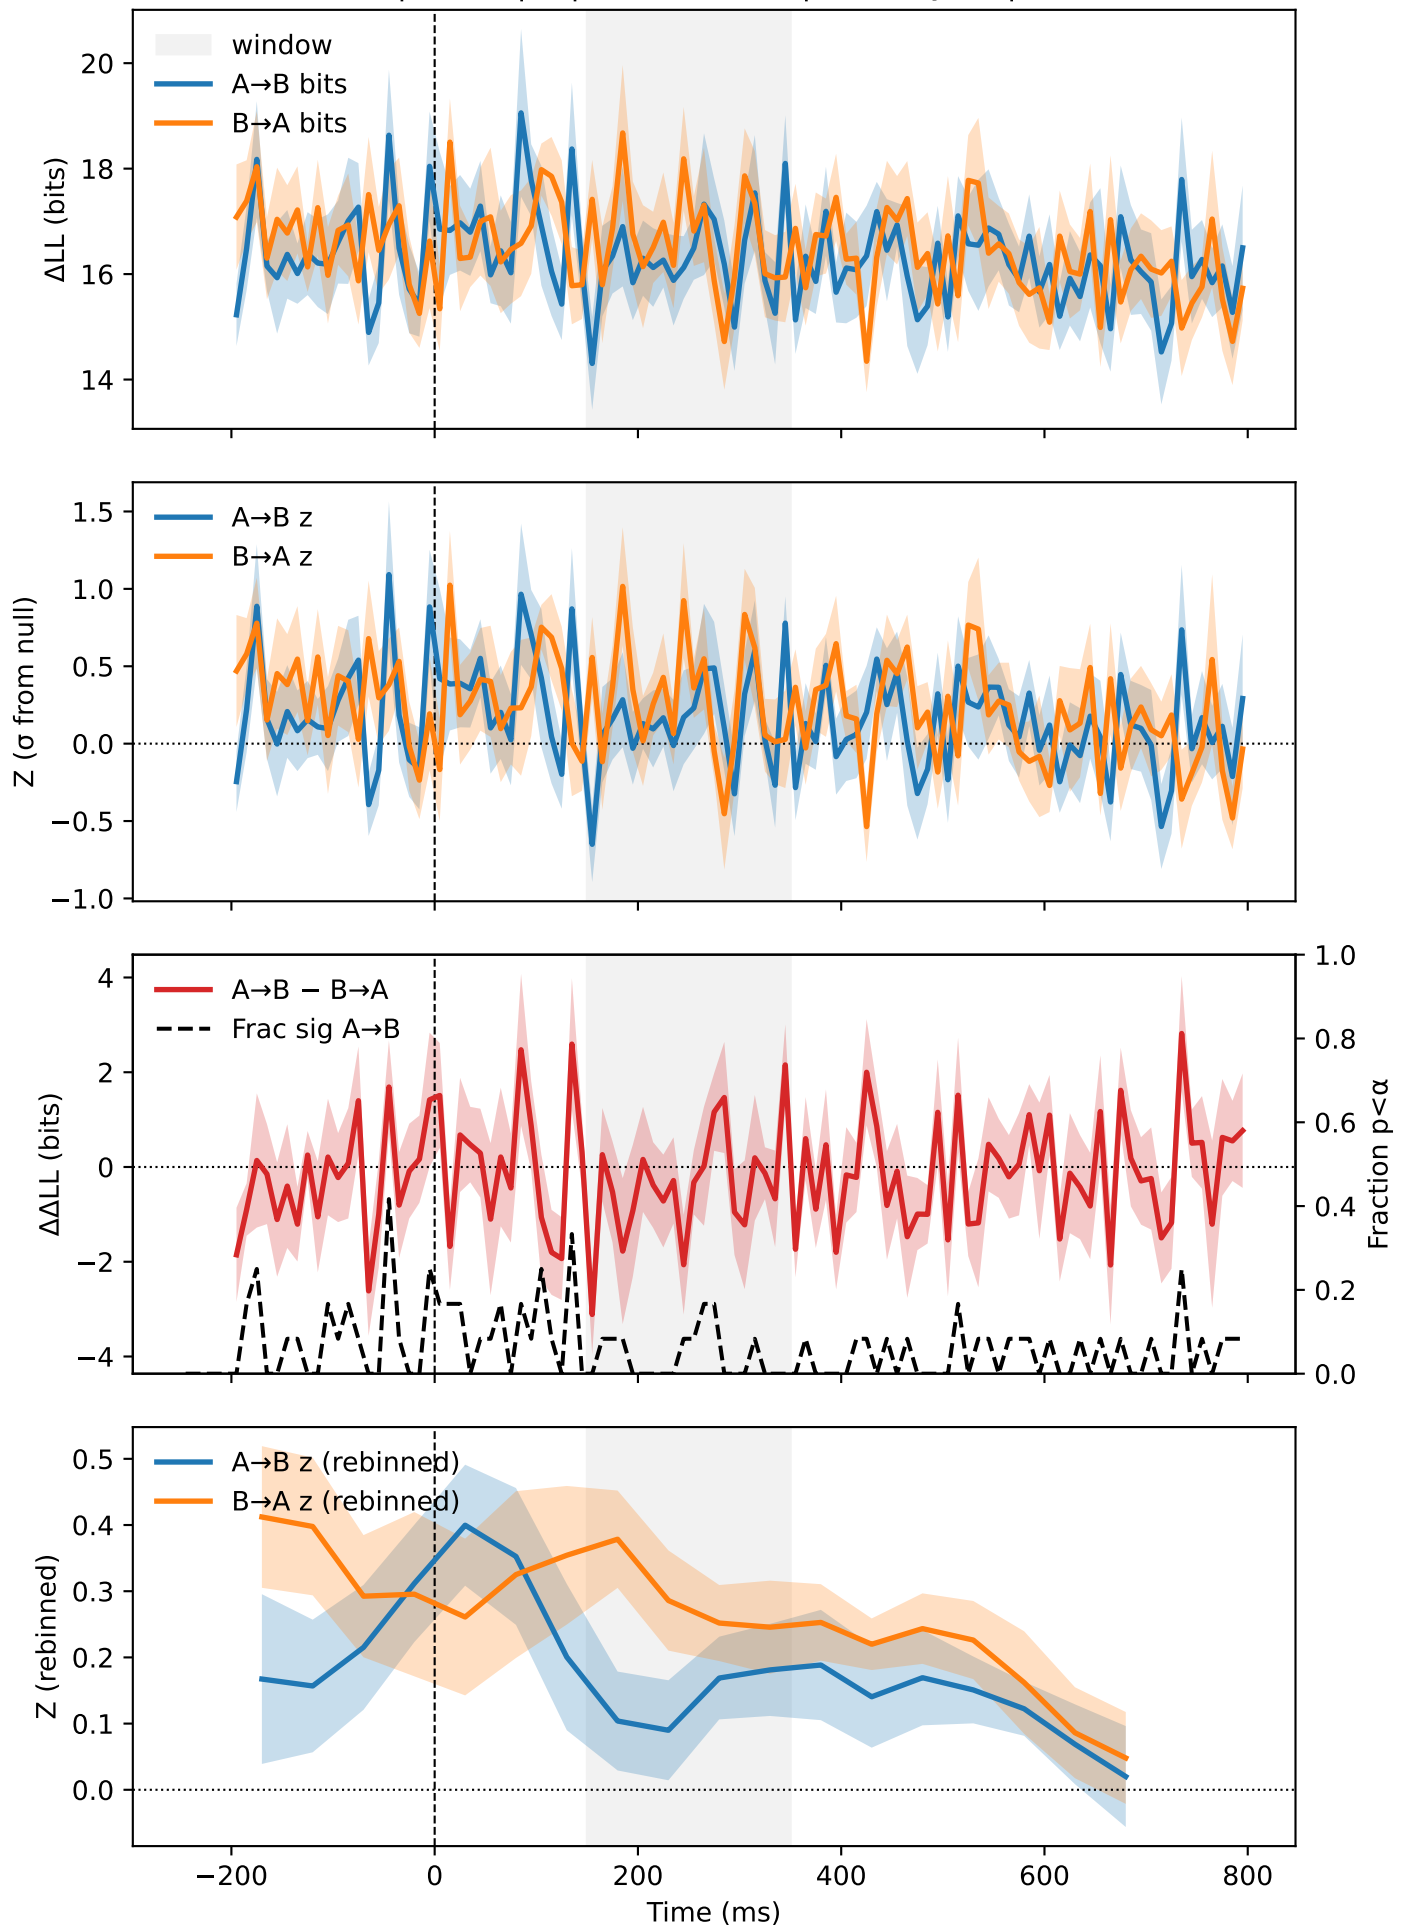 window
A→B bits
B→A bits
ΔLL (bits)
20
18
16
14
A→B z
B→A z
Z (σ from null)
1.5
1.0
0.5
0.0
−0.5
−1.0
A→B − B→A
Frac sig A→B
ΔΔLL (bits)
4
2
0
−2
−4
1.0
0.8
0.6
0.4
0.2
0.0
Fraction p<α
A→B z (rebinned)
B→A z (rebinned)
Z (rebinned)
0.5
0.4
0.3
0.2
0.1
0.0
−200 0 200 400 600 800
Time (ms)